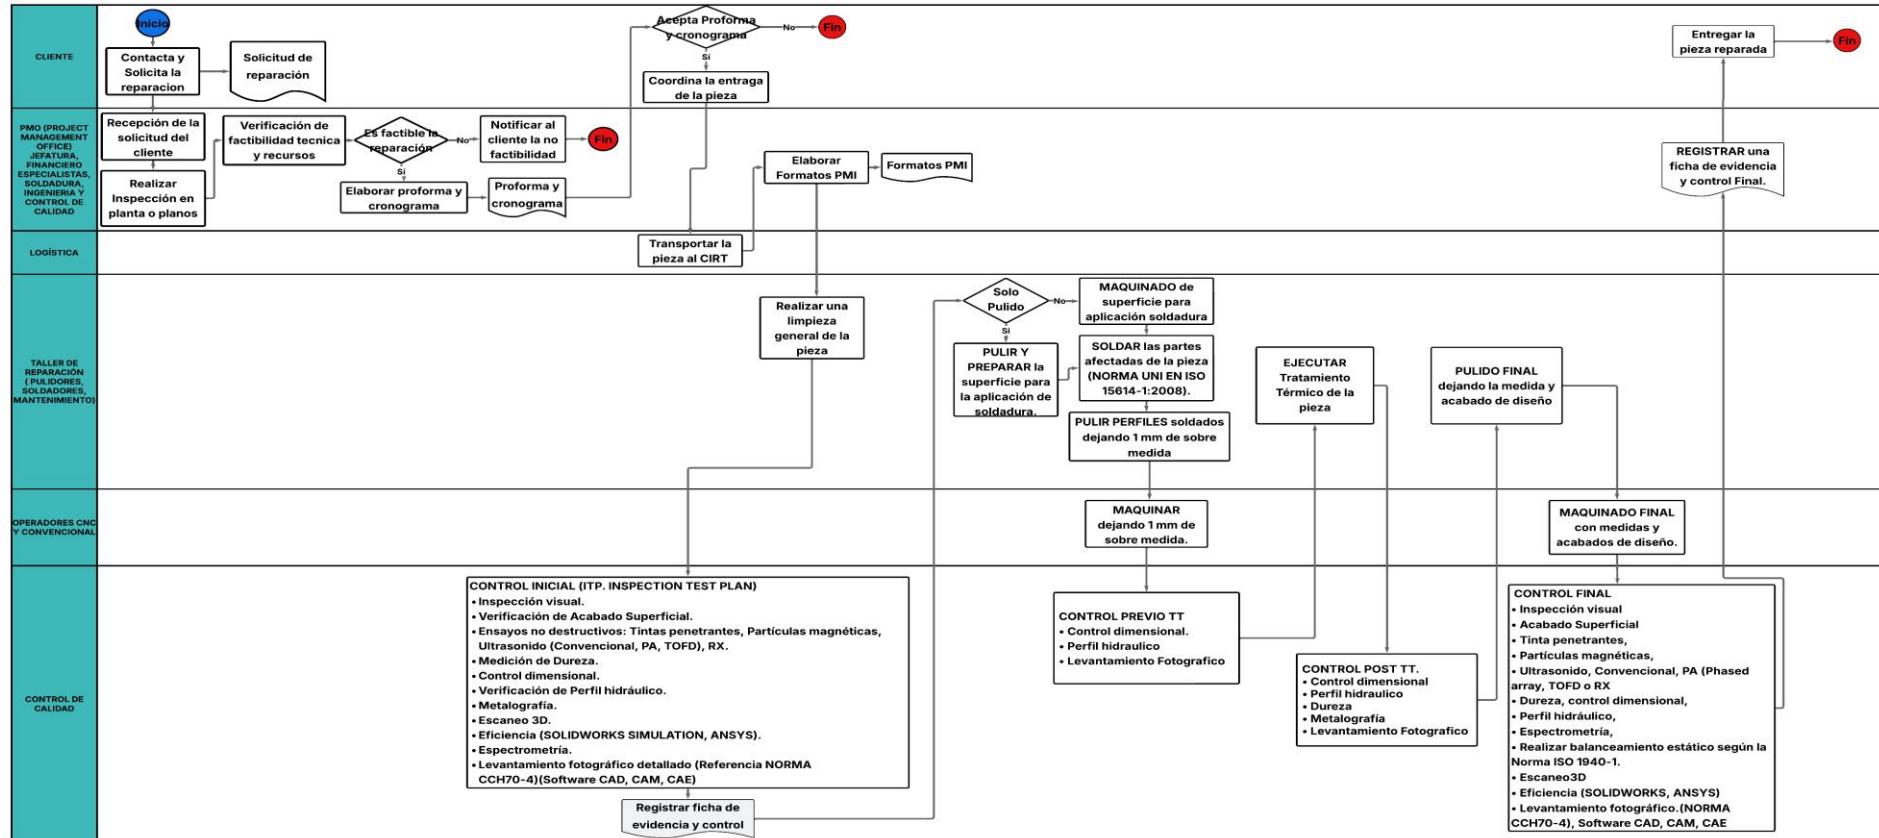 CLIENTE
Inicio
Contacta y
Solicita la
reparacion
Solicitud de
reparación
Acepta Proforma
y cronograma
No
Fin
Sí
Coordina la entraga
de la pieza
Entregar la
pieza reparada
Fin
PMO (PROJECT
MANAGEMENT
OFFICE)
JEFATURA,
FINANCIERO
ESPECIALISTAS,
SOLDADURA,
INGENIERIA Y
CONTROL DE
CALIDAD
Recepción de la
solicitud del
cliente
Realizar
Inspección en
planta o planos
Verificación de
factibilidad tecnica
y recursos
Es factible la
reparación
No
Notificar al
cliente la no
factibilidad
Fin
Sí
Elaborar proforma y
cronograma
Proforma y
cronograma
Elaborar
Formatos PMI
Formatos PMI
REGISTRAR una
ficha de evidencia
y control Final.
LOGÍSTICA
Transportar la
pieza al CIRT
TALLER DE
REPARACIÓN
( PULIDORES,
SOLDADORES,
MANTENIMIENTO)
Realizar una
limpieza
general de la
pieza
Solo
Pulido
No
Sí
MAQUINADO de
superficie para
aplicación soldadura
PULIR Y
PREPARAR la
superficie para
la aplicación de
soldadura.
SOLDAR las partes
afectadas de la pieza
(NORMA UNI EN ISO
15614-1:2008).
PULIR PERFILES soldados
dejando 1 mm de sobre
medida
EJECUTAR
Tratamiento
Térmico de la
pieza
PULIDO FINAL
dejando la medida y
acabado de diseño
OPERADORES CNC
Y CONVENCIONAL
MAQUINAR
dejando 1 mm de
sobre medida.
MAQUINADO FINAL
con medidas y
acabados de diseño.
CONTROL DE
CALIDAD
CONTROL INICIAL (ITP. INSPECTION TEST PLAN)
• Inspección visual.
• Verificación de Acabado Superficial.
• Ensayos no destructivos: Tintas penetrantes, Partículas magnéticas,
Ultrasonido (Convencional, PA, TOFD), RX.
• Medición de Dureza.
• Control dimensional.
• Verificación de Perfil hidráulico.
• Metalografía.
• Escaneo 3D.
• Eficiencia (SOLIDWORKS SIMULATION, ANSYS).
• Espectrometría.
• Levantamiento fotográfico detallado (Referencia NORMA
CCH70-4)(Software CAD, CAM, CAE)
Registrar ficha de
evidencia y control
CONTROL PREVIO TT
• Control dimensional.
• Perfil hidraulico
• Levantamiento Fotografico
CONTROL POST TT.
• Control dimensional
• Perfil hidraulico
• Dureza
• Metalografía
• Levantamiento Fotografico
CONTROL FINAL
• Inspección visual
• Acabado Superficial
• Tinta penetrantes,
• Partículas magnéticas,
• Ultrasonido, Convencional, PA (Phased
array, TOFD o RX
• Dureza, control dimensional,
• Perfil hidráulico,
• Espectrometría,
• Realizar balanceamiento estático según la
Norma ISO 1940-1.
• Escaneo3D
• Eficiencia (SOLIDWORKS, ANSYS)
• Levantamiento fotográfico.(NORMA
CCH70-4), Software CAD, CAM, CAE